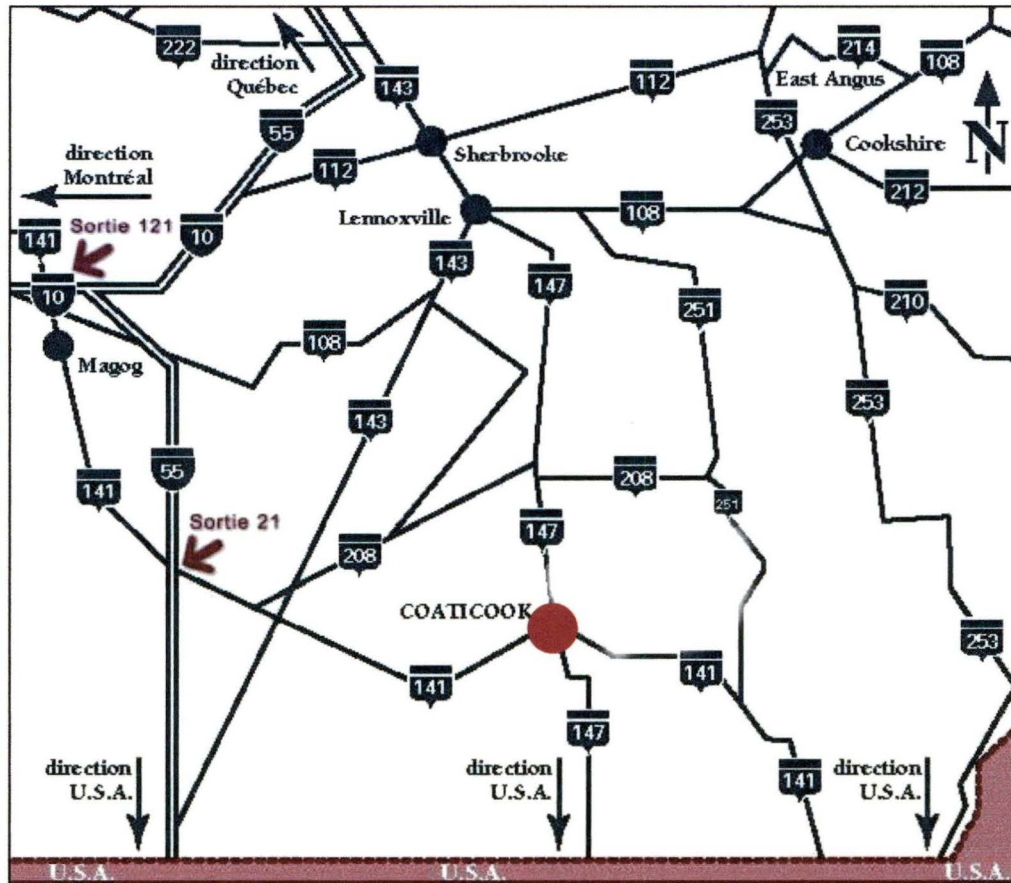 222
direction
Québec
143
112
214
108
East Angus
55
253
N
direction
Montréal
Sherbrooke
Cookshire
112
212
141
Sortie 121
Lennoxville
108
10
143
147
10
251
210
108
Magog
253
143
55
208
141
251
Sortie 21
147
208
COATICOOK
253
141
141
147
direction
U.S.A.
direction
U.S.A.
141
direction
U.S.A.
U.S.A.
U.S.A.
U.S.A.